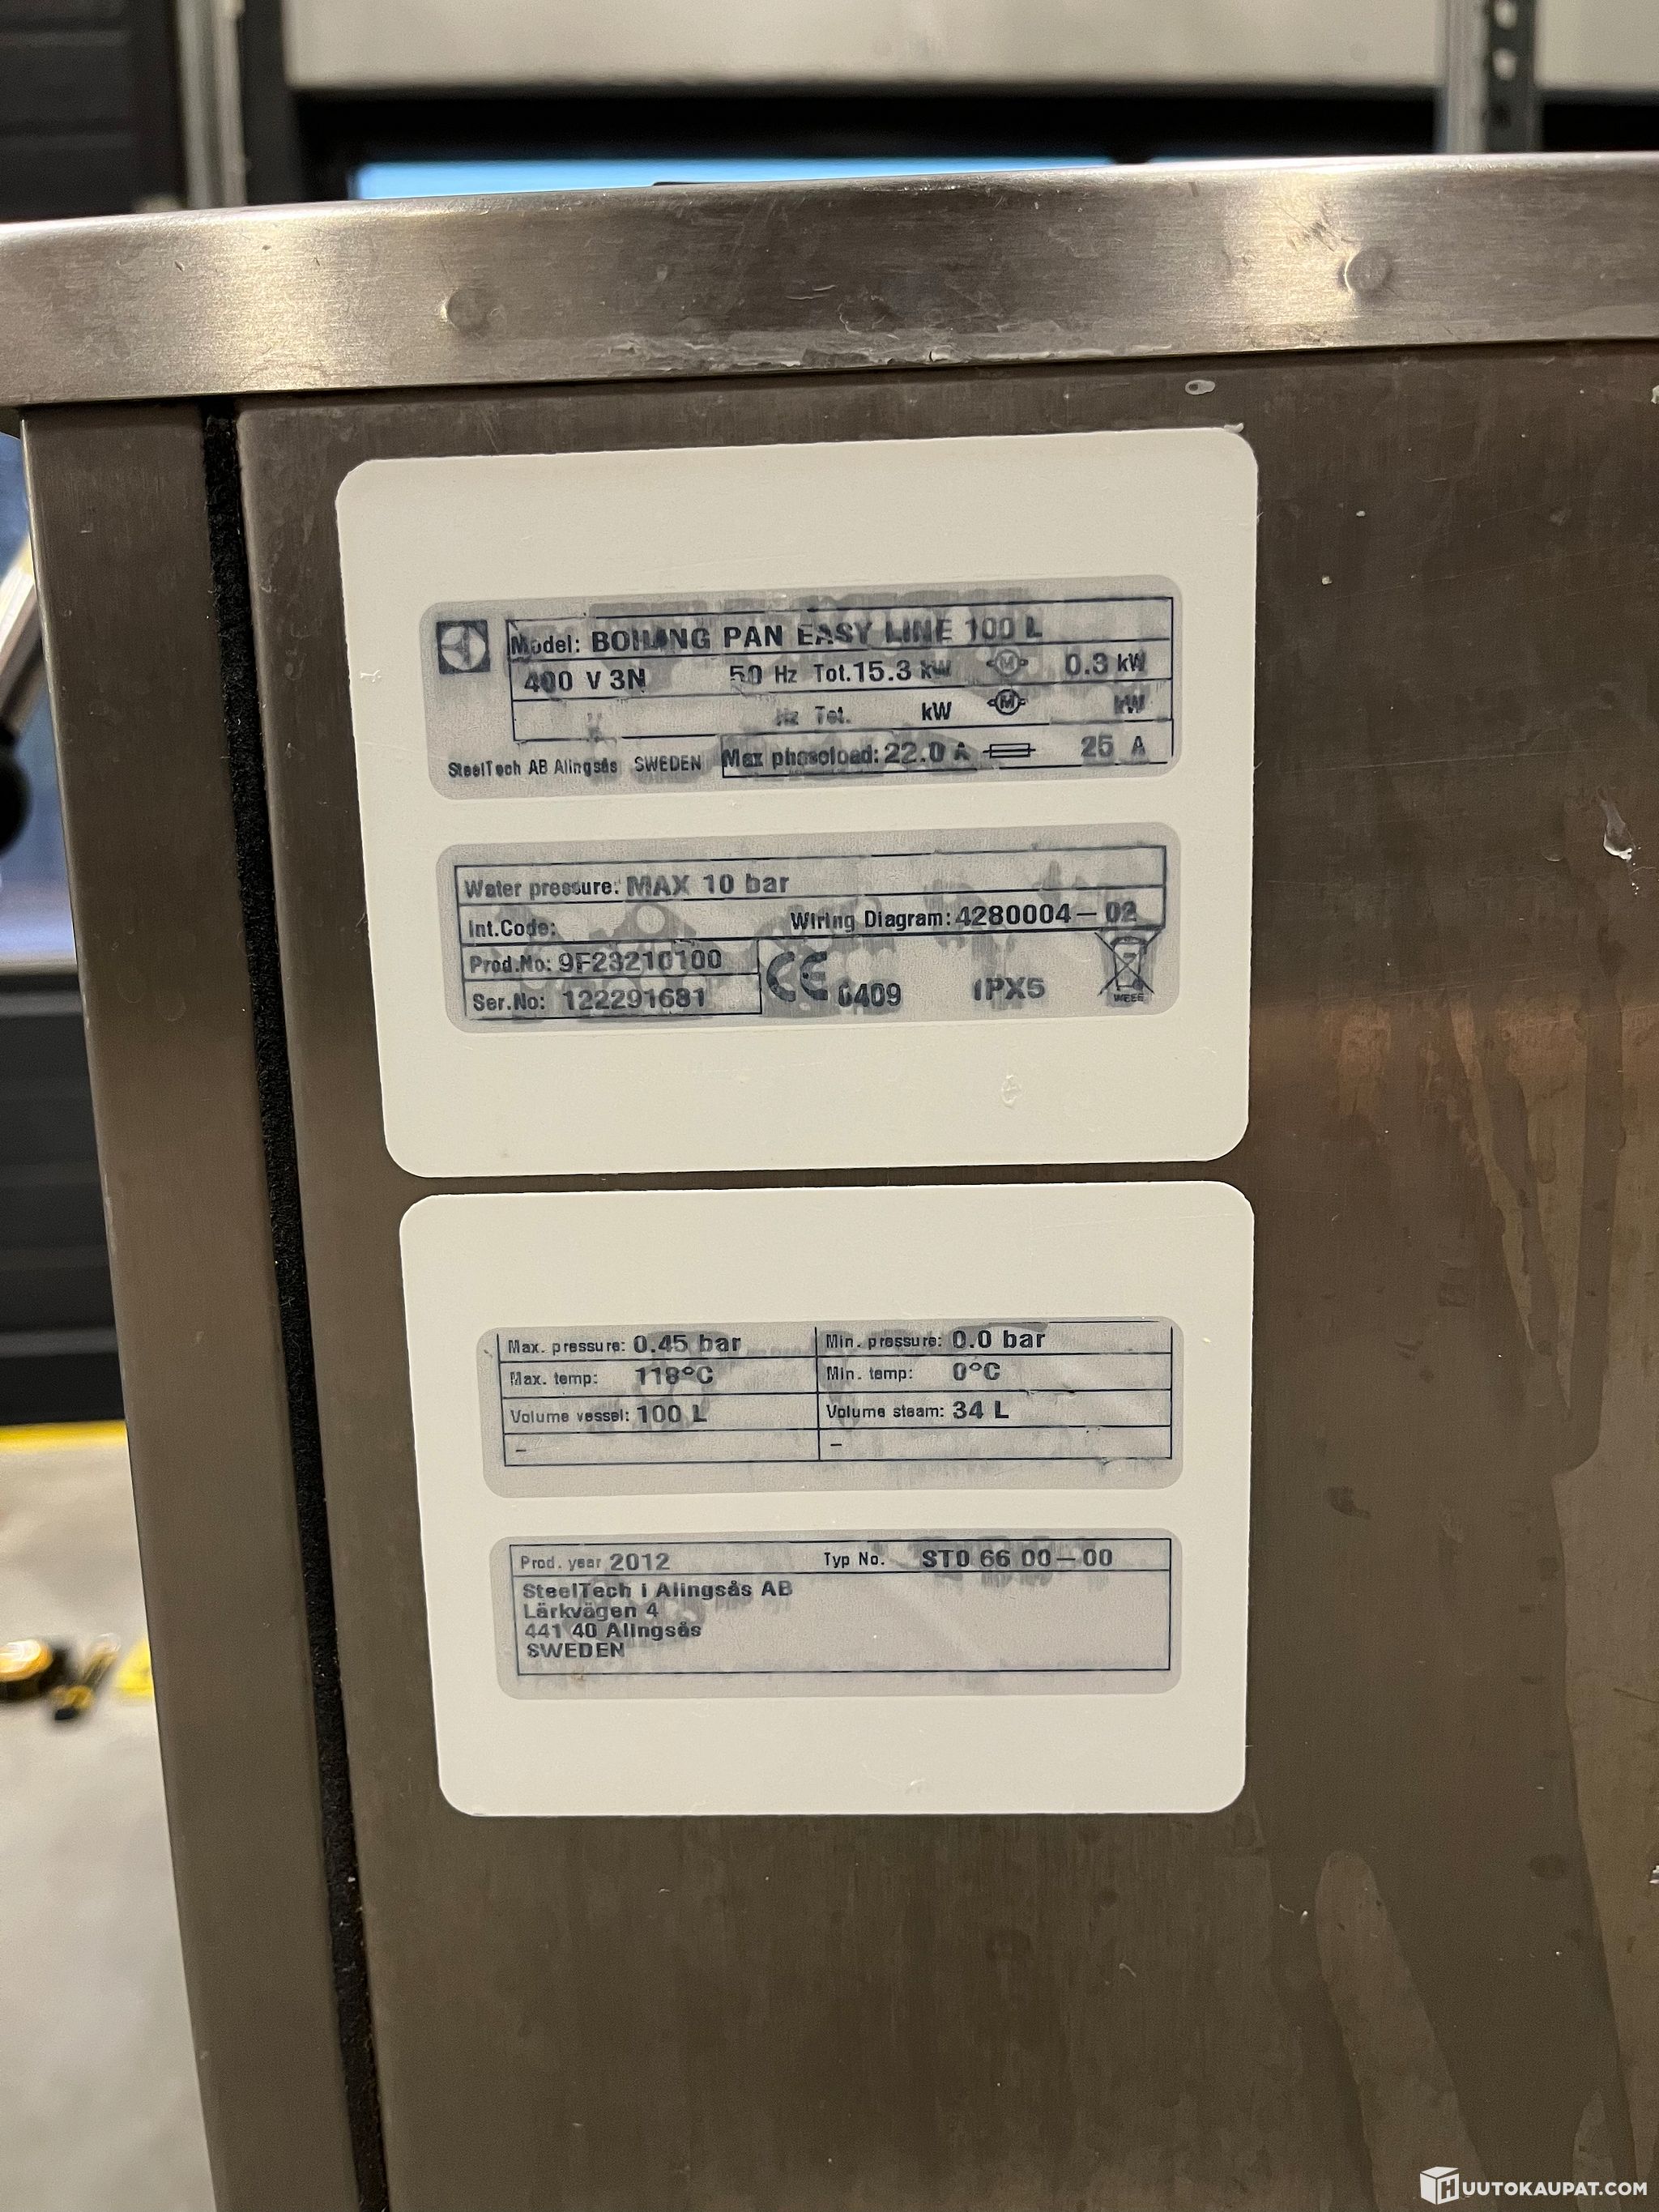 Model: BOILING PAN EASY LINE 100 L
400 V 3N 50 Hz Tot. 15.3 kW M 0.3 kW
Hz Tot. kW M kW
SteelTech AB Alingsås SWEDEN Max phaseload: 22.0 A 25 A
Water pressure: MAX 10 bar
Int.Code: Wiring Diagram: 4280004-02
Prod.No: 9F23210100
Ser.No: 122291681 CE 0409 IPX5 WEEE
Max. pressure: 0.45 bar Min. pressure: 0.0 bar
Max. temp: 118°C Min. temp: 0°C
Volume vessel: 100 L Volume steam: 34 L
- -
Prod. year 2012 Typ No. ST0 66 00-00
SteelTech i Alingsås AB
Lärkvägen 4
441 40 Alingsås
SWEDEN
HUUTOKAUPAT.COM